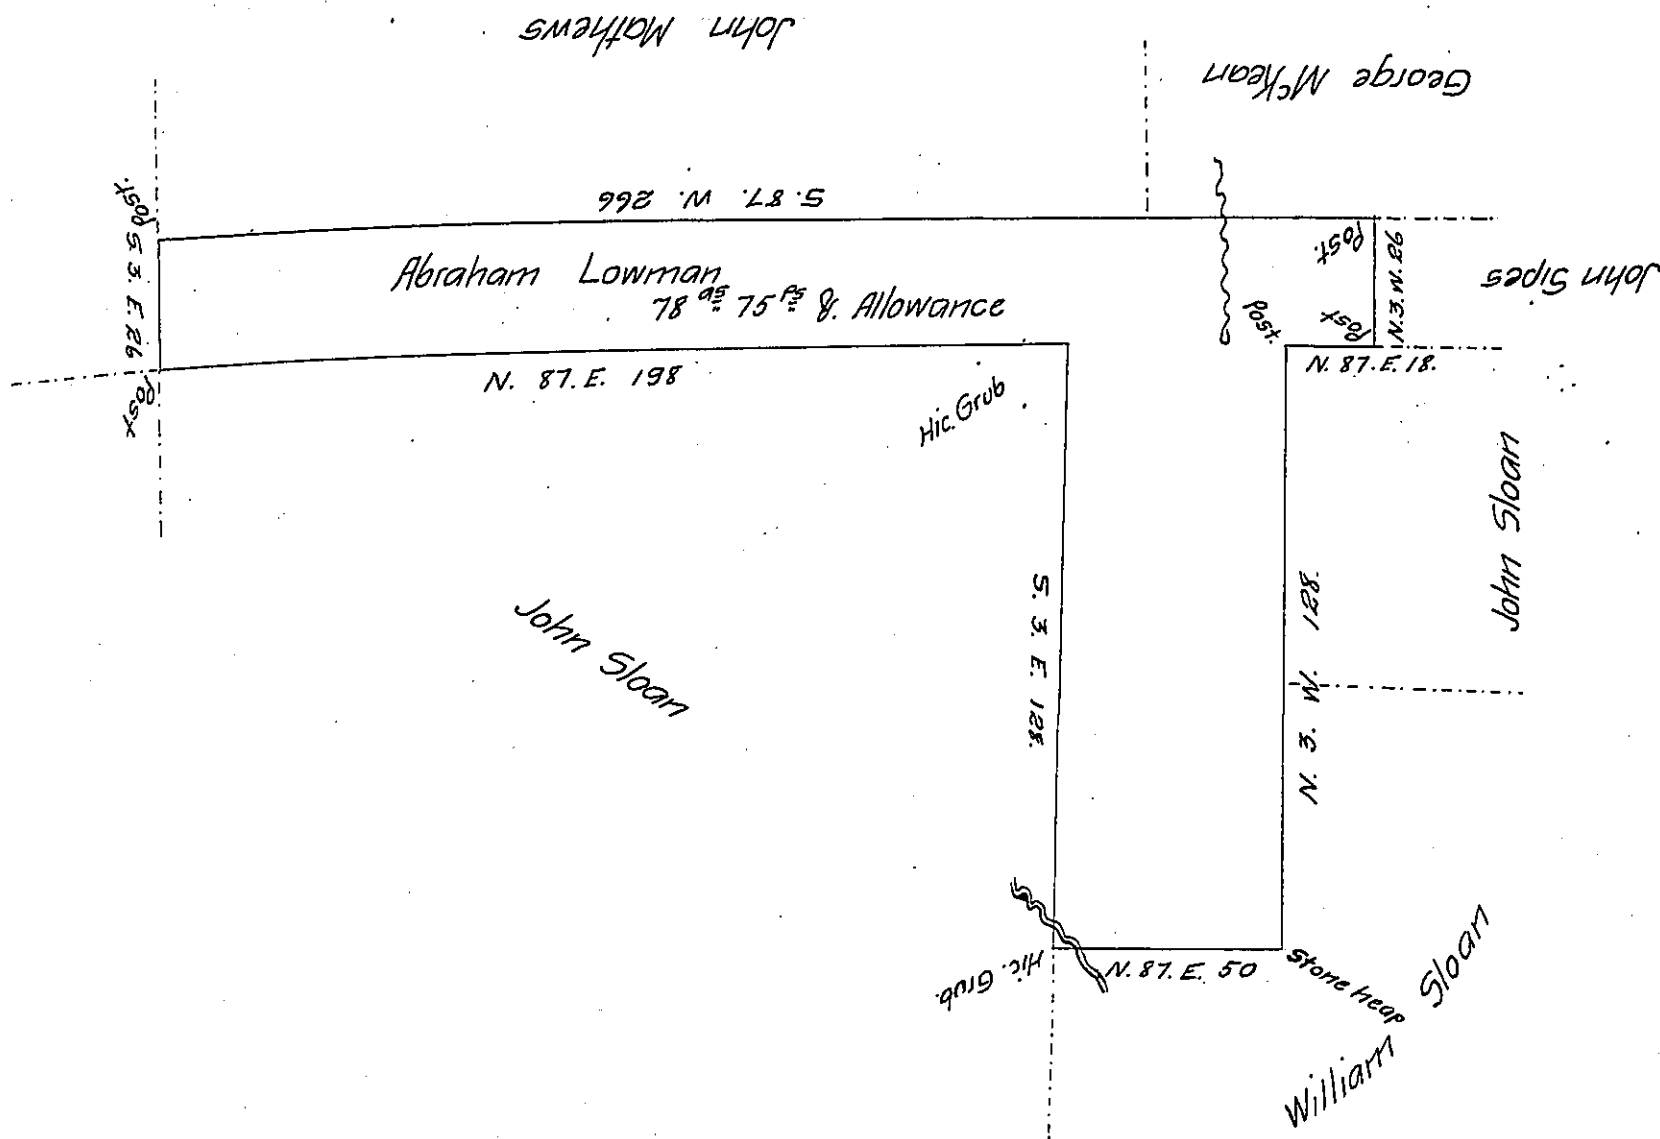 John Mathews
George McKean
S. 87. W. 266
Post.
S. 3. E. 26
Post
Abraham Lowman
78 as 75 ps & Allowance
Post.
Post
Post.
N. 3. W. 26
John Sipes
N. 87. E. 198
N. 87. E. 18.
Hic. Grub
John Sloan
John Sloan
S. 3. E. 128.
N. 3. W. 128
Hic. Grub.
N. 87. E. 50
Stone heap
William Sloan